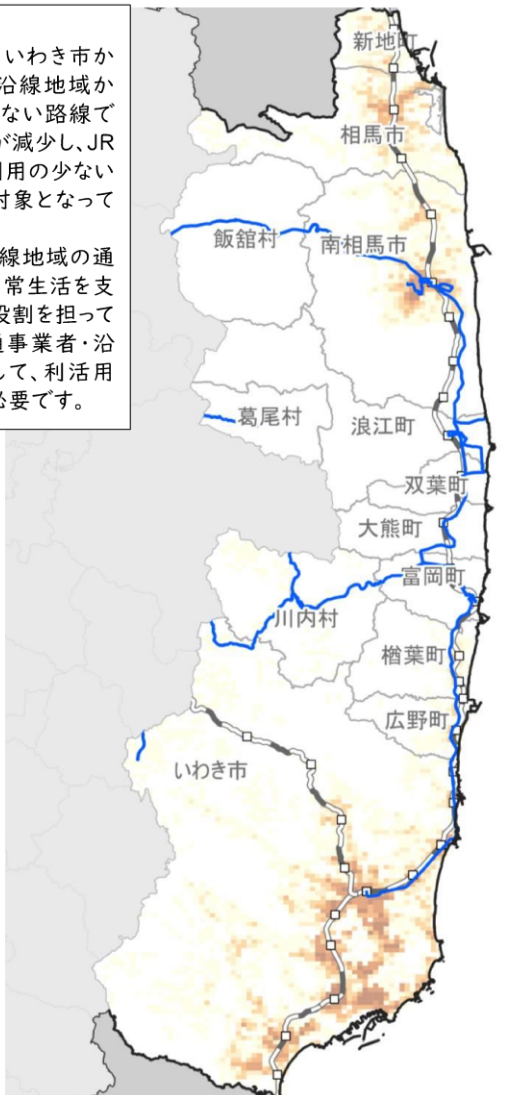 いわき市か
沿線地域か
ない路線で
が減少し、JR
利用の少ない
対象となって
線地域の通
常生活を支
役割を担って
通事業者・沿
して、利活用
必要です。
新地町
相馬市
飯舘村
南相馬市
葛尾村
浪江町
双葉町
大熊町
富岡町
川内村
楢葉町
広野町
いわき市